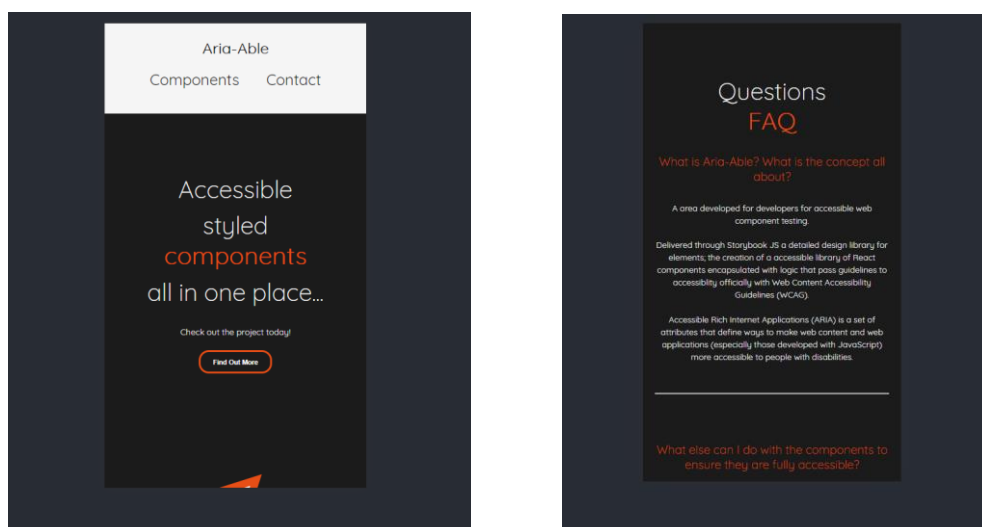 Aria-Able
Components Contact
Accessible
styled
components
all in one place...
Check out the project today!
Find Out More
Questions
FAQ
What is Aria-Able? What is the concept all
about?
A area developed for developers for accessible web
component testing.
Delivered through Storybook JS a detailed design library for
elements; the creation of a accessible library of React
components encapsulated with logic that pass guidelines to
accessiblity officially with Web Content Accessibility
Guidelines (WCAG).
Accessible Rich Internet Applications (ARIA) is a set of
attributes that define ways to make web content and web
applications (especially those developed with JavaScript)
more accessible to people with disabilities.
What else can I do with the components to
ensure they are fully accessible?